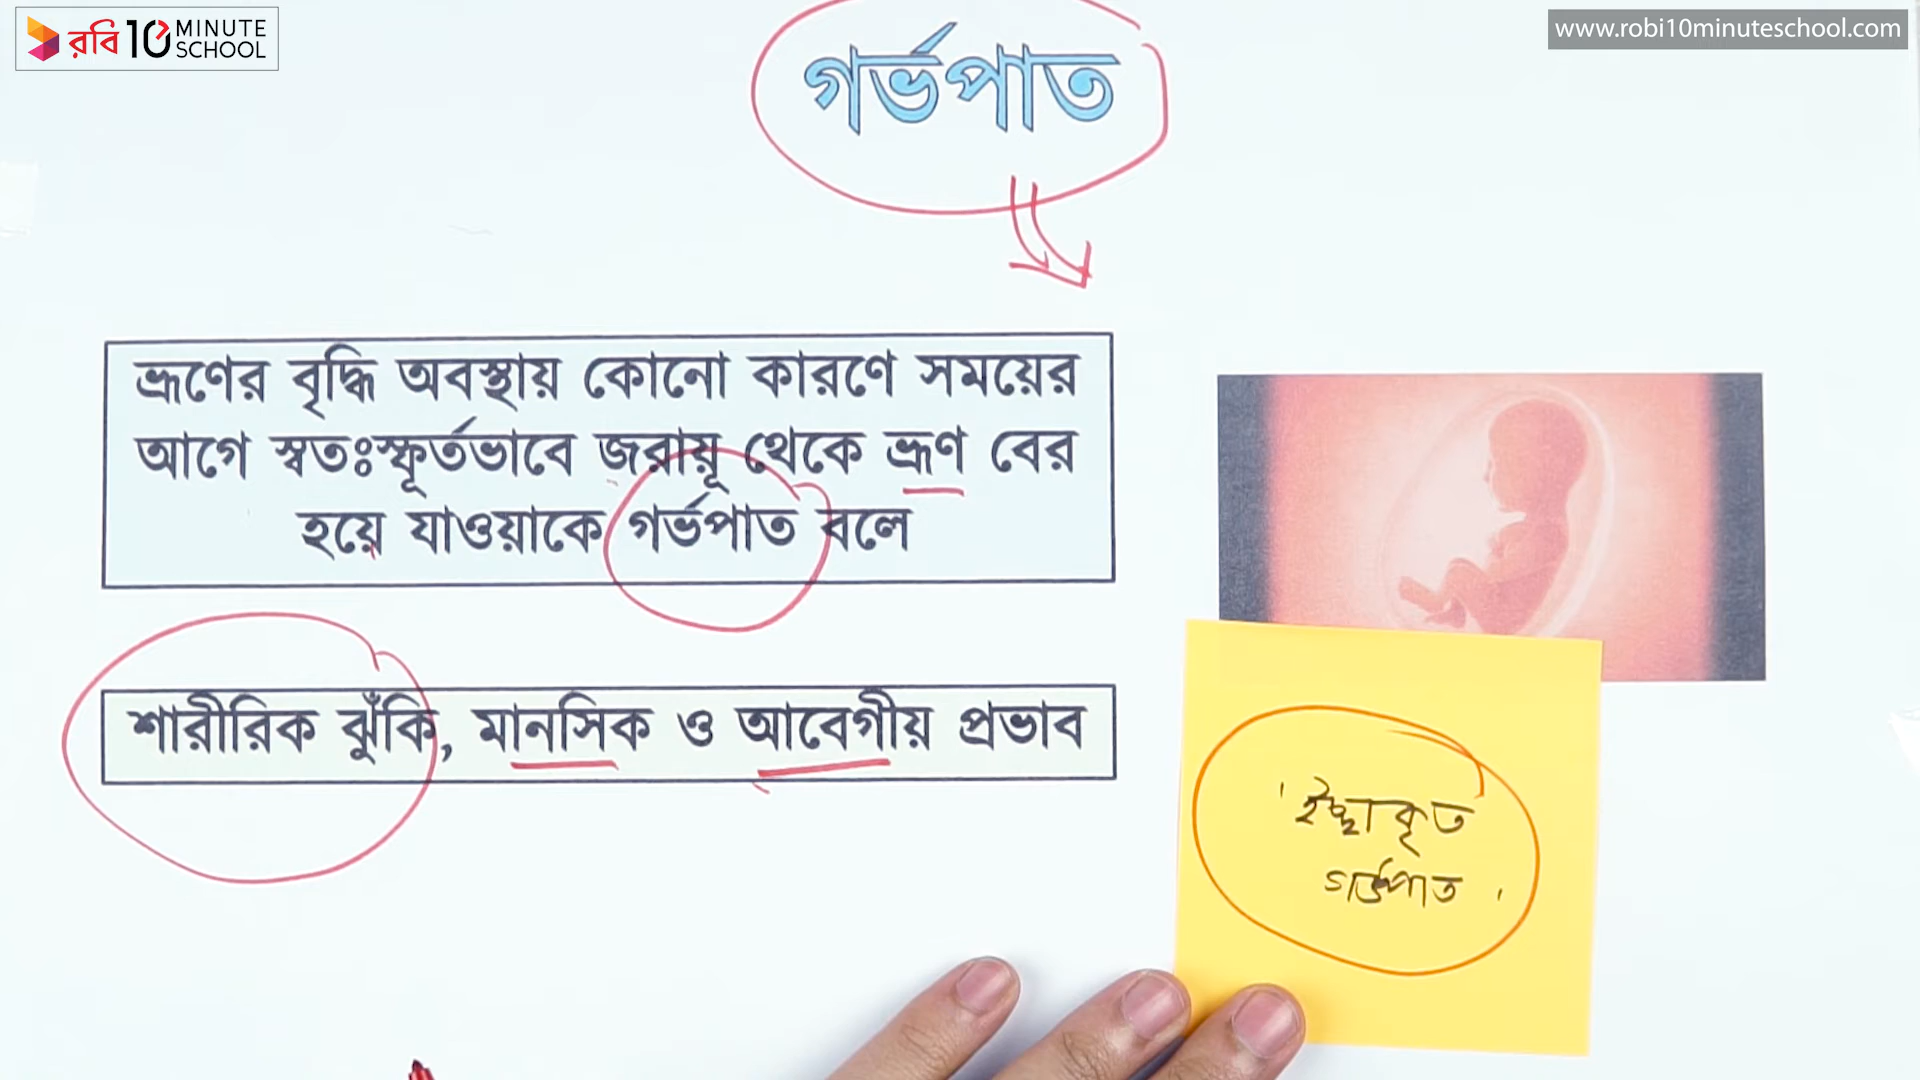 রবি 10 MINUTE SCHOOL
www.robi10minuteschool.com
গর্ভপাত
ভ্রূণের বৃদ্ধি অবস্থায় কোনো কারণে সময়ের
আগে স্বতঃস্ফূর্তভাবে জরায়ূ থেকে ভ্রূণ বের
হয়ে যাওয়াকে গর্ভপাত বলে
শারীরিক ঝুঁকি, মানসিক ও আবেগীয় প্রভাব
'ইচ্ছাকৃত
গর্ভপাত'